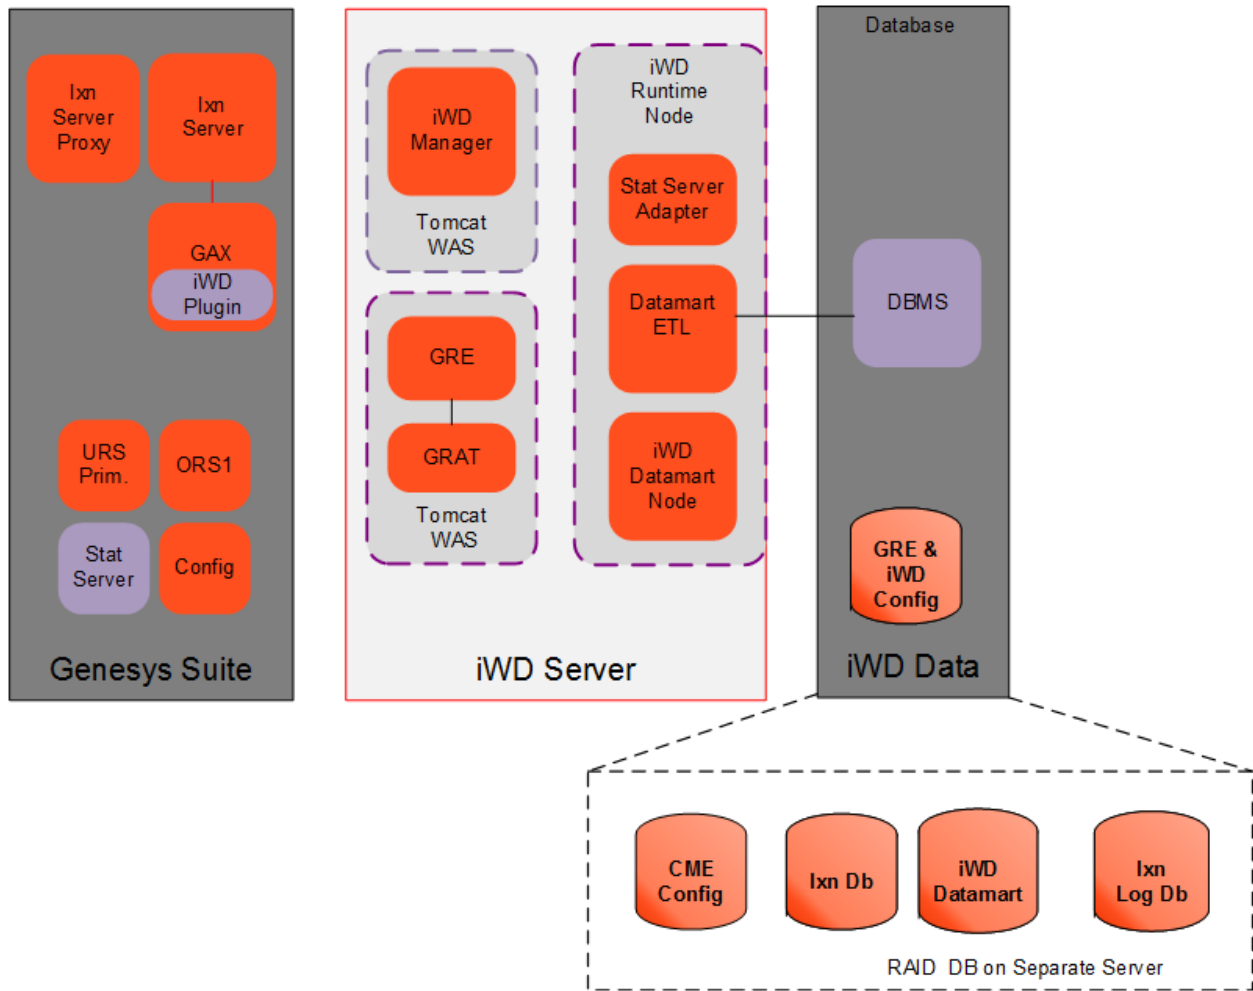 Ixn
Server
Proxy
Ixn
Server
GAX
iWD
Plugin
URS
Prim.
ORS1
Stat
Server
Config
Genesys Suite
iWD
Manager
Tomcat
WAS
GRE
GRAT
Tomcat
WAS
iWD
Runtime
Node
Stat Server
Adapter
Datamart
ETL
iWD
Datamart
Node
iWD Server
Database
DBMS
GRE &
iWD
Config
iWD Data
CME
Config
Ixn Db
iWD
Datamart
Ixn
Log Db
RAID DB on Separate Server